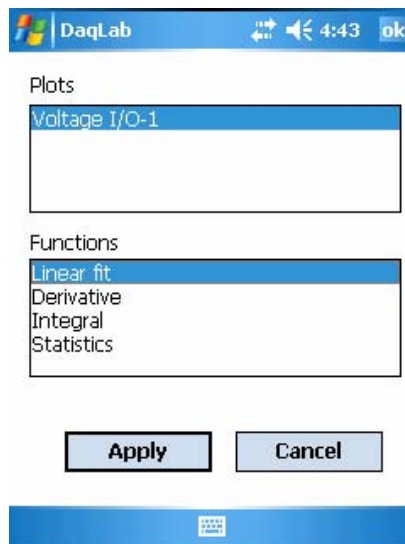 DaqLab 4:43 ok
Plots
Voltage I/O-1
Functions
Linear fit
Derivative
Integral
Statistics
Apply Cancel